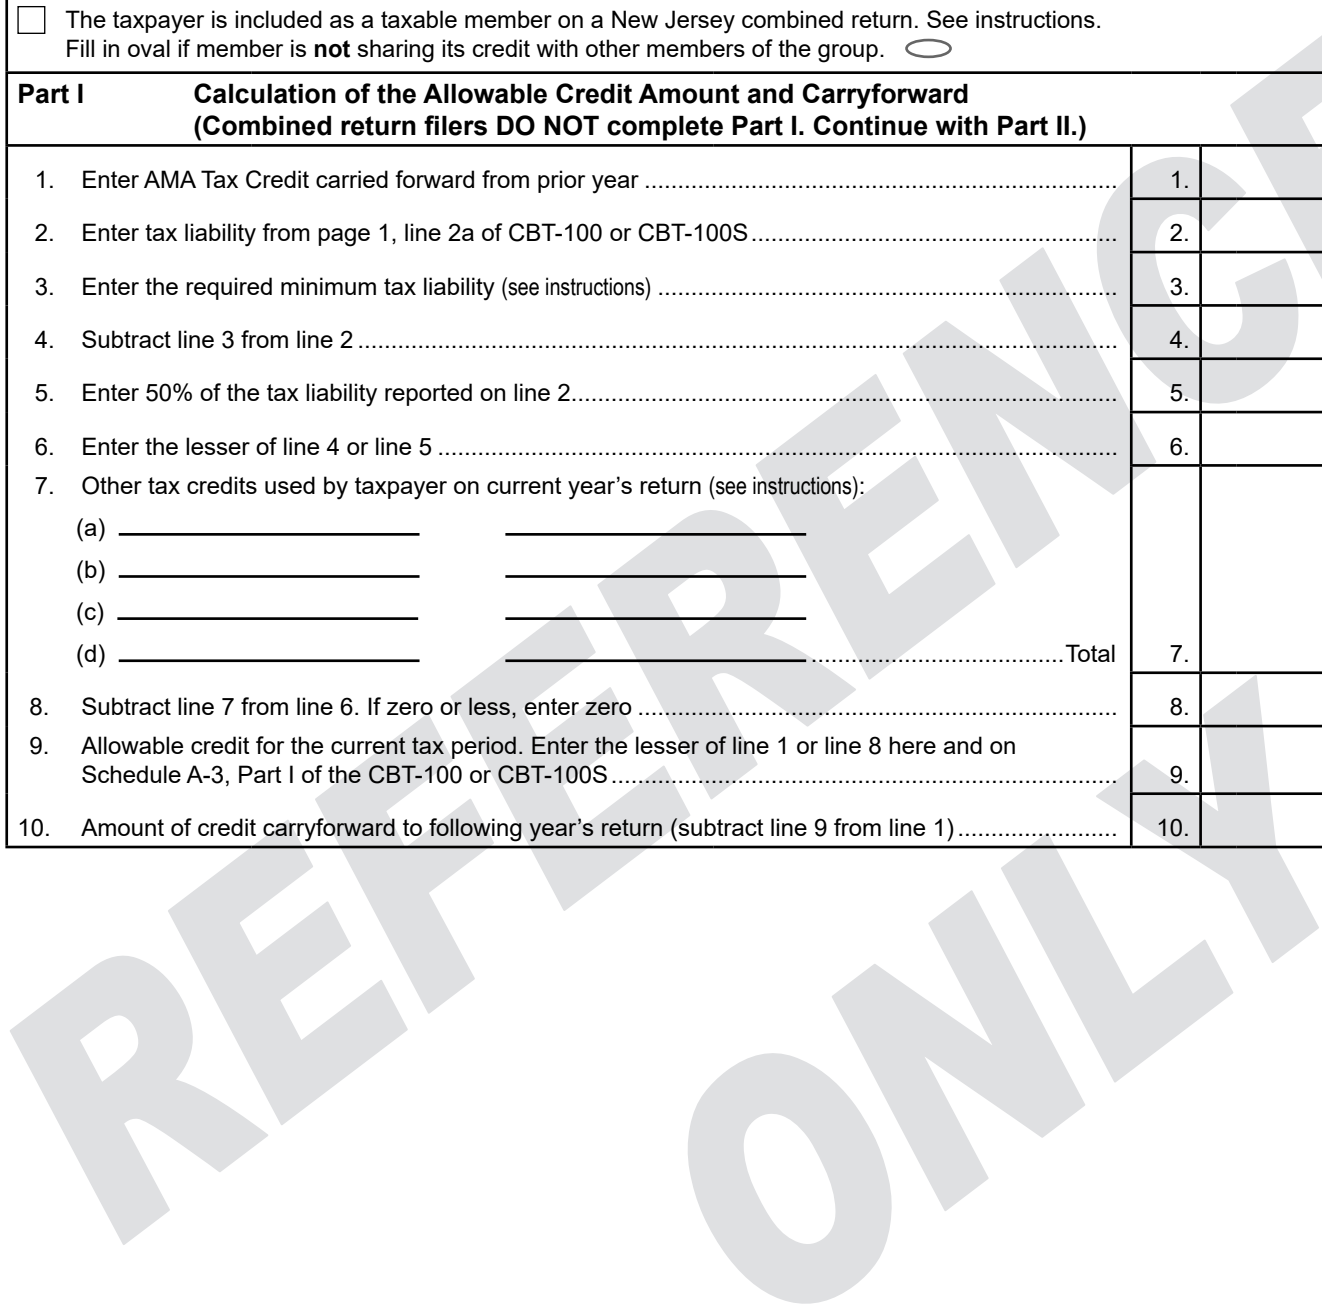 The taxpayer is included as a taxable member on a New Jersey combined return. See instructions.
Fill in oval if member is not sharing its credit with other members of the group.
Part I Calculation of the Allowable Credit Amount and Carryforward
(Combined return filers DO NOT complete Part I. Continue with Part II.)
1. Enter AMA Tax Credit carried forward from prior year ................ 1.
2. Enter tax liability from page 1, line 2a of CBT-100 or CBT-100S ................ 2.
3. Enter the required minimum tax liability (see instructions) ................ 3.
4. Subtract line 3 from line 2 ................ 4.
5. Enter 50% of the tax liability reported on line 2 ................ 5.
6. Enter the lesser of line 4 or line 5 ................ 6.
7. Other tax credits used by taxpayer on current year’s return (see instructions):
(a)
(b)
(c)
(d) ................ Total 7.
8. Subtract line 7 from line 6. If zero or less, enter zero ................ 8.
9. Allowable credit for the current tax period. Enter the lesser of line 1 or line 8 here and on
Schedule A-3, Part I of the CBT-100 or CBT-100S ................ 9.
10. Amount of credit carryforward to following year’s return (subtract line 9 from line 1) ................ 10.
REFERENCE
ONLY